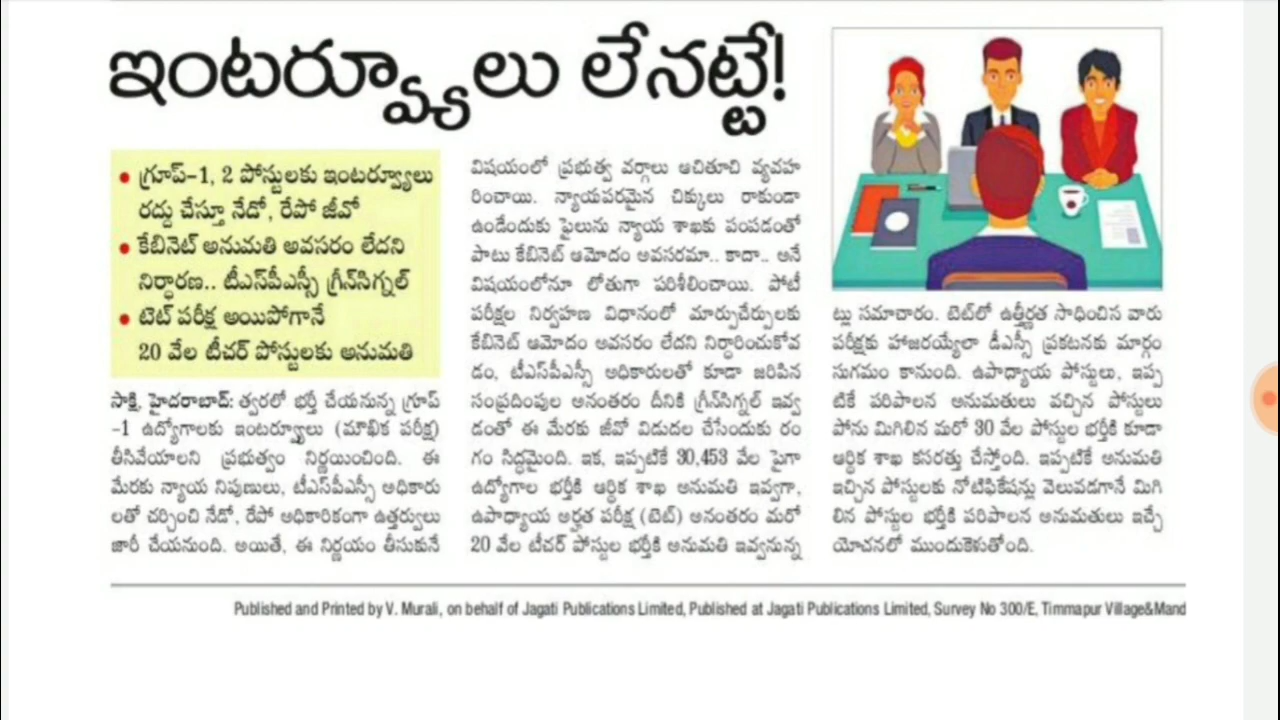 ఇంటర్వ్యూలు లేనట్టే!
• గ్రూప్-1, 2 పోస్టులకు ఇంటర్వ్యూలు
రద్దు చేస్తూ నేడో, రేపో జీవో
• కేబినెట్ అనుమతి అవసరం లేదని
నిర్ధారణ.. టీఎస్‌పీఎస్సీ గ్రీన్‌సిగ్నల్
• టెట్ పరీక్ష అయిపోగానే
20 వేల టీచర్ పోస్టులకు అనుమతి
సాక్షి, హైదరాబాద్: త్వరలో భర్తీ చేయనున్న గ్రూప్
-1 ఉద్యోగాలకు ఇంటర్వ్యూలు (మౌఖిక పరీక్ష)
తీసివేయాలని ప్రభుత్వం నిర్ణయించింది. ఈ
మేరకు న్యాయ నిపుణులు, టీఎస్‌పీఎస్సీ అధికారు
లతో చర్చించి నేడో, రేపో అధికారికంగా ఉత్తర్వులు
జారీ చేయనుంది. అయితే, ఈ నిర్ణయం తీసుకునే
విషయంలో ప్రభుత్వ వర్గాలు ఆచితూచి వ్యవహ
రించాయి. న్యాయపరమైన చిక్కులు రాకుండా
ఉండేందుకు ఫైలును న్యాయ శాఖకు పంపడంతో
పాటు కేబినెట్ ఆమోదం అవసరమా.. కాదా.. అనే
విషయంలోనూ లోతుగా పరిశీలించాయి. పోటీ
పరీక్షల నిర్వహణ విధానంలో మార్పుచేర్పులకు
కేబినెట్ ఆమోదం అవసరం లేదని నిర్ధారించుకోవ
డం, టీఎస్‌పీఎస్సీ అధికారులతో కూడా జరిపిన
సంప్రదింపుల అనంతరం దీనికి గ్రీన్‌సిగ్నల్ ఇవ్వ
డంతో ఈ మేరకు జీవో విడుదల చేసేందుకు రం
గం సిద్ధమైంది. ఇక, ఇప్పటికే 30,453 వేల పైగా
ఉద్యోగాల భర్తీకి ఆర్థిక శాఖ అనుమతి ఇవ్వగా,
ఉపాధ్యాయ అర్హత పరీక్ష (టెట్) అనంతరం మరో
20 వేల టీచర్ పోస్టుల భర్తీకి అనుమతి ఇవ్వనున్న
ట్లు సమాచారం. టెట్‌లో ఉత్తీర్ణత సాధించిన వారు
పరీక్షకు హాజరయ్యేలా డీఎస్సీ ప్రకటనకు మార్గం
సుగమం కానుంది. ఉపాధ్యాయ పోస్టులు, ఇప్ప
టికే పరిపాలన అనుమతులు వచ్చిన పోస్టులు
పోను మిగిలిన మరో 30 వేల పోస్టుల భర్తీకి కూడా
ఆర్థిక శాఖ కసరత్తు చేస్తోంది. ఇప్పటికే అనుమతి
ఇచ్చిన పోస్టులకు నోటిఫికేషన్లు వెలువడగానే మిగి
లిన పోస్టుల భర్తీకి పరిపాలన అనుమతులు ఇచ్చే
యోచనలో ముందుకెళుతోంది.
Published and Printed by V. Murali, on behalf of Jagati Publications Limited, Published at Jagati Publications Limited, Survey No 300/E, Timmapur Village&Mand